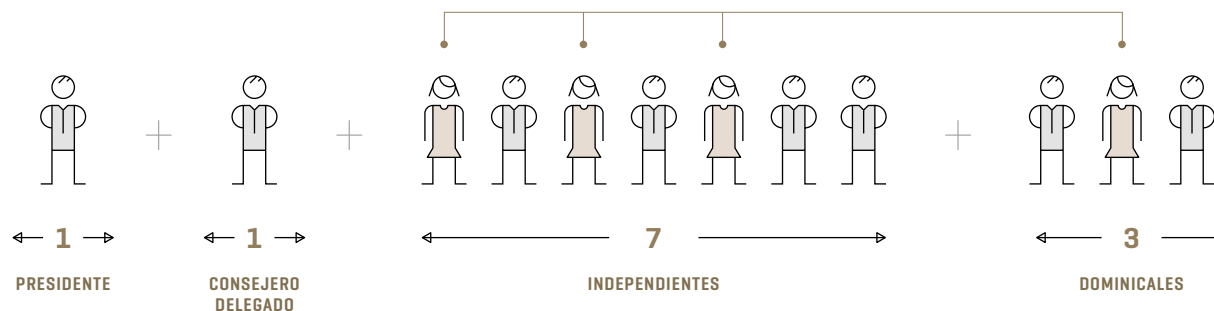 1
1
7
3
PRESIDENTE
CONSEJERO
DELEGADO
INDEPENDIENTES
DOMINICALES